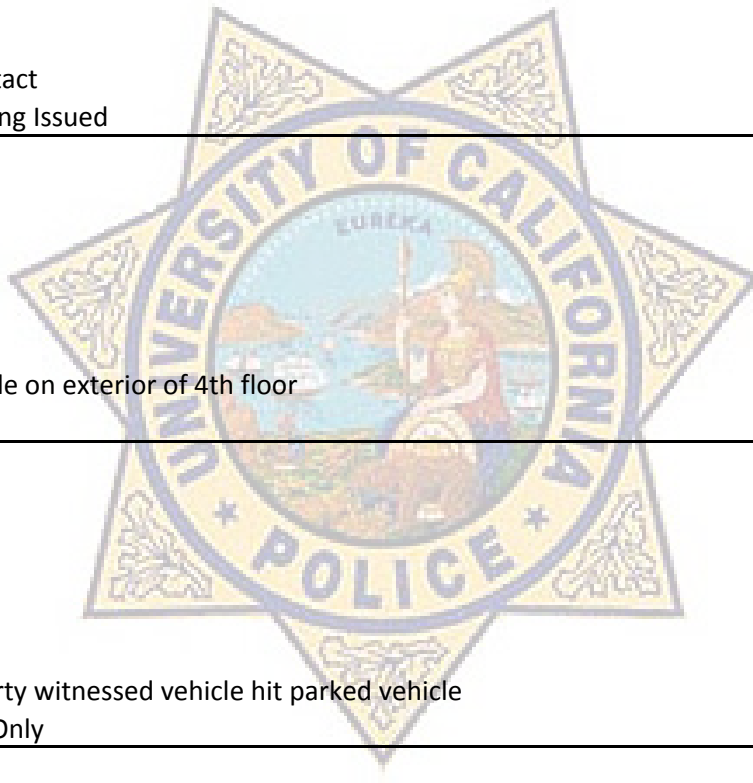 tact
ng Issued
UNIVERSITY OF CALIFORNIA
EUREKA
le on exterior of 4th floor
POLICE
rty witnessed vehicle hit parked vehicle
Only